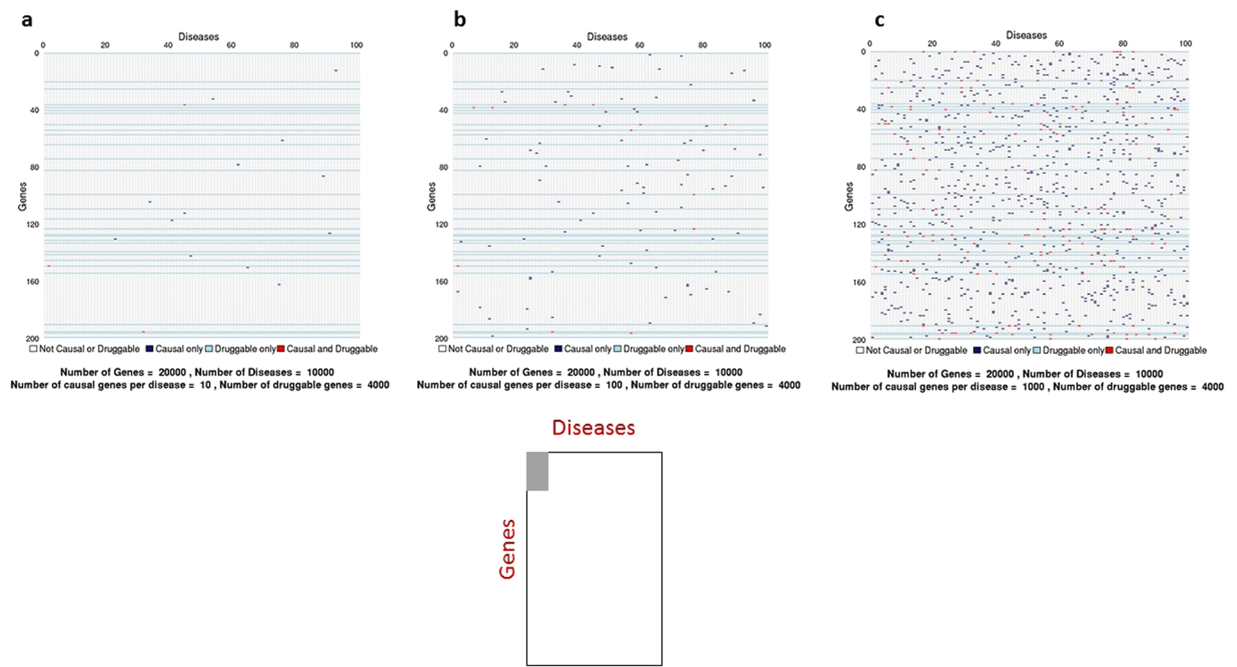 a
Diseases
0 20 40 60 80 100
0
40
80
120
160
200
Genes
Not Causal or Druggable Causal only Druggable only Causal and Druggable
Number of Genes = 20000 , Number of Diseases = 10000
Number of causal genes per disease = 10 , Number of druggable genes = 4000
b
Diseases
0 20 40 60 80 100
0
40
80
120
160
200
Genes
Not Causal or Druggable Causal only Druggable only Causal and Druggable
Number of Genes = 20000 , Number of Diseases = 10000
Number of causal genes per disease = 100 , Number of druggable genes = 4000
c
Diseases
0 20 40 60 80 100
0
40
80
120
160
200
Genes
Not Causal or Druggable Causal only Druggable only Causal and Druggable
Number of Genes = 20000 , Number of Diseases = 10000
Number of causal genes per disease = 1000 , Number of druggable genes = 4000
Diseases
Genes